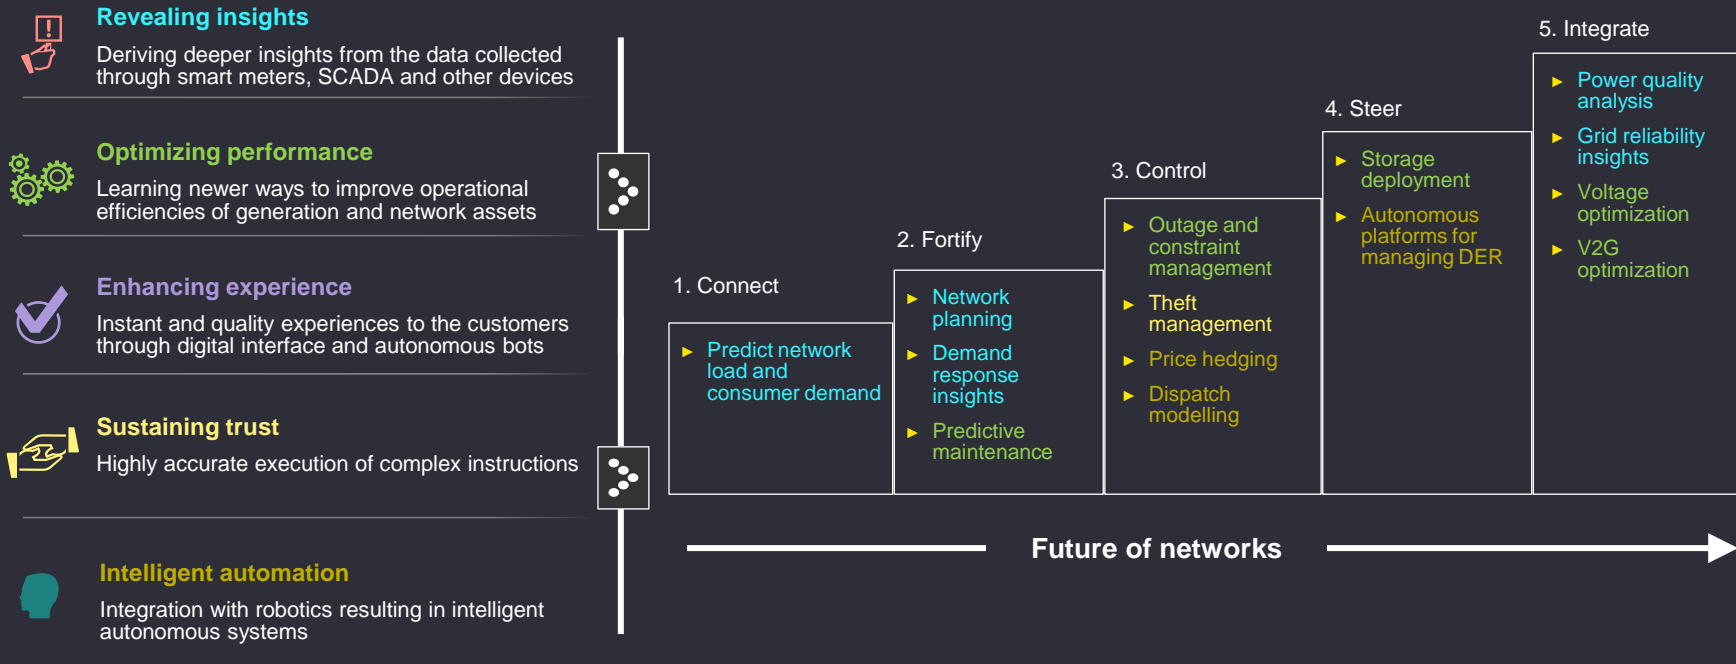 Revealing insights
Deriving deeper insights from the data collected
through smart meters, SCADA and other devices
Optimizing performance
Learning newer ways to improve operational
efficiencies of generation and network assets
Enhancing experience
Instant and quality experiences to the customers
through digital interface and autonomous bots
Sustaining trust
Highly accurate execution of complex instructions
Intelligent automation
Integration with robotics resulting in intelligent
autonomous systems
1. Connect
► Predict network
load and
consumer demand
2. Fortify
► Network
planning
► Demand
response
insights
► Predictive
maintenance
3. Control
► Outage and
constraint
management
► Theft
management
► Price hedging
► Dispatch
modelling
4. Steer
► Storage
deployment
► Autonomous
platforms for
managing DER
5. Integrate
► Power quality
analysis
► Grid reliability
insights
► Voltage
optimization
► V2G
optimization
Future of networks